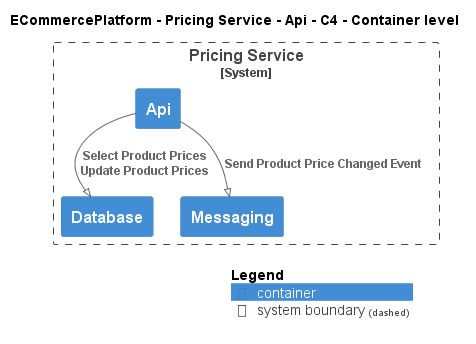 ECommercePlatform - Pricing Service - Api - C4 - Container level
Pricing Service
[System]
Api
Select Product Prices
Update Product Prices
Send Product Price Changed Event
Database
Messaging
Legend
container
system boundary (dashed)